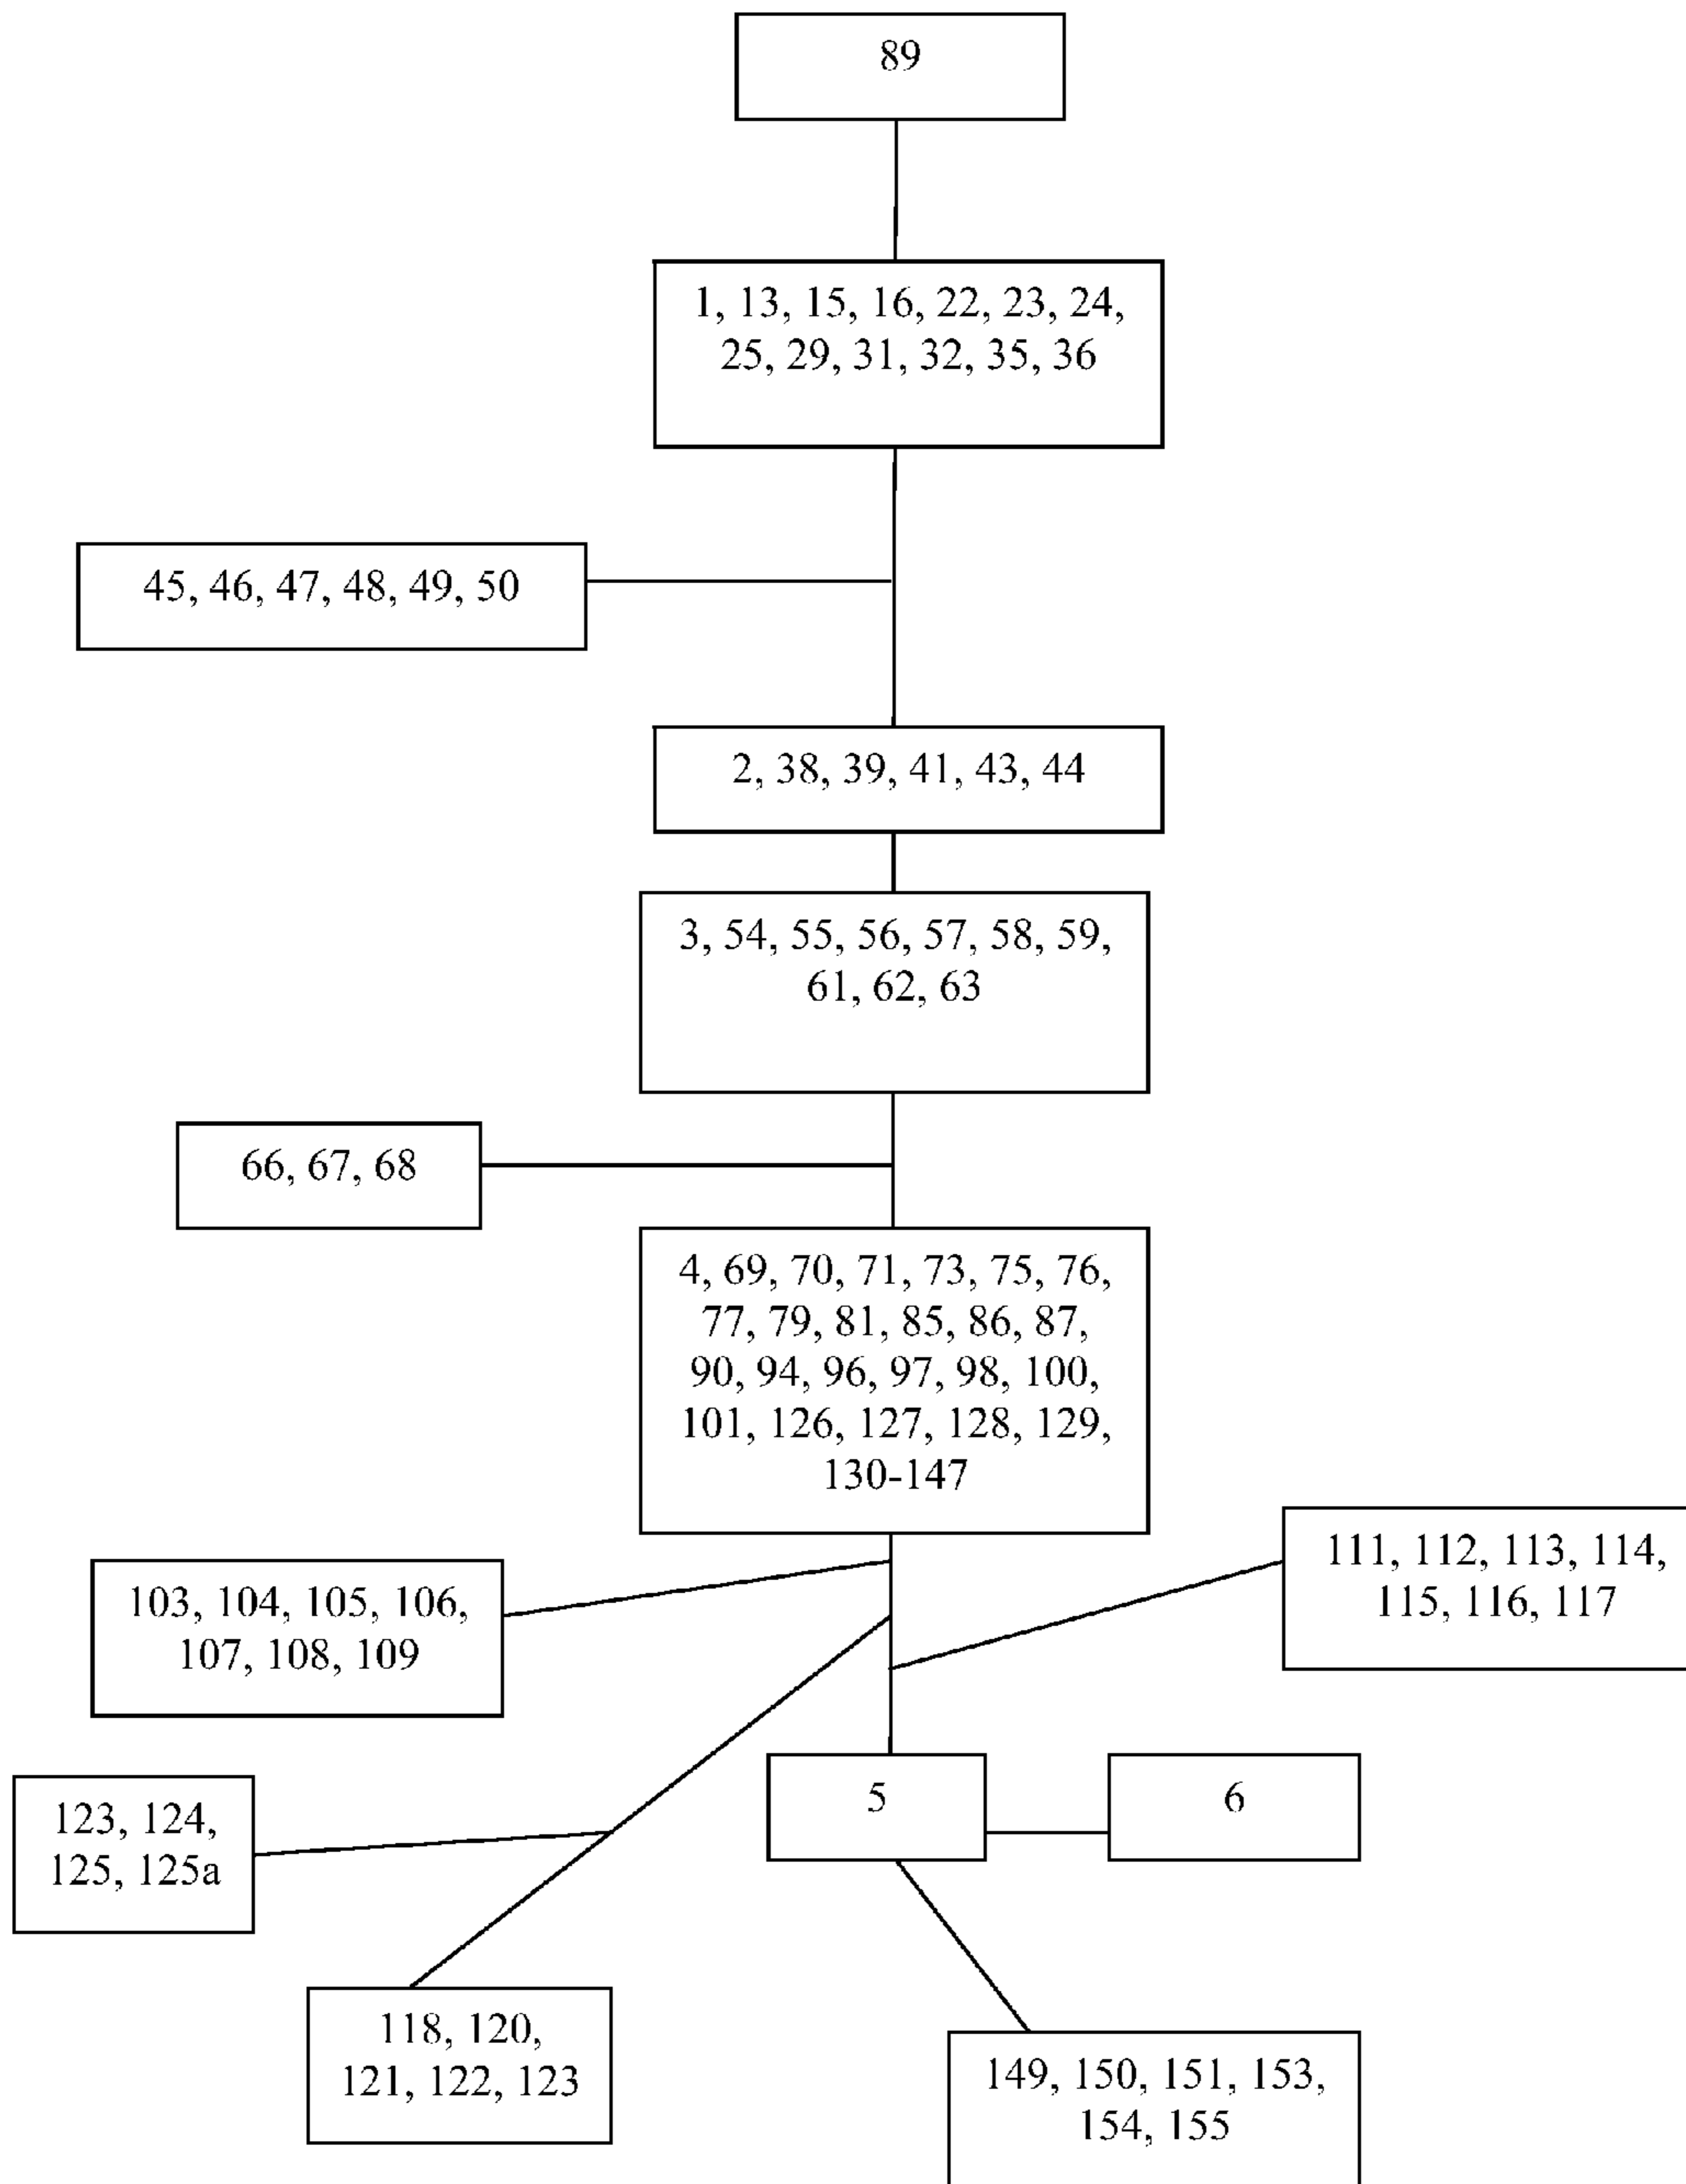 89
1, 13, 15, 16, 22, 23, 24,
25, 29, 31, 32, 35, 36
45, 46, 47, 48, 49, 50
2, 38, 39, 41, 43, 44
3, 54, 55, 56, 57, 58, 59,
61, 62, 63
66, 67, 68
4, 69, 70, 71, 73, 75, 76,
77, 79, 81, 85, 86, 87,
90, 94, 96, 97, 98, 100,
101, 126, 127, 128, 129,
130-147
103, 104, 105, 106,
107, 108, 109
111, 112, 113, 114,
115, 116, 117
123, 124,
125, 125a
5
6
118, 120,
121, 122, 123
149, 150, 151, 153,
154, 155